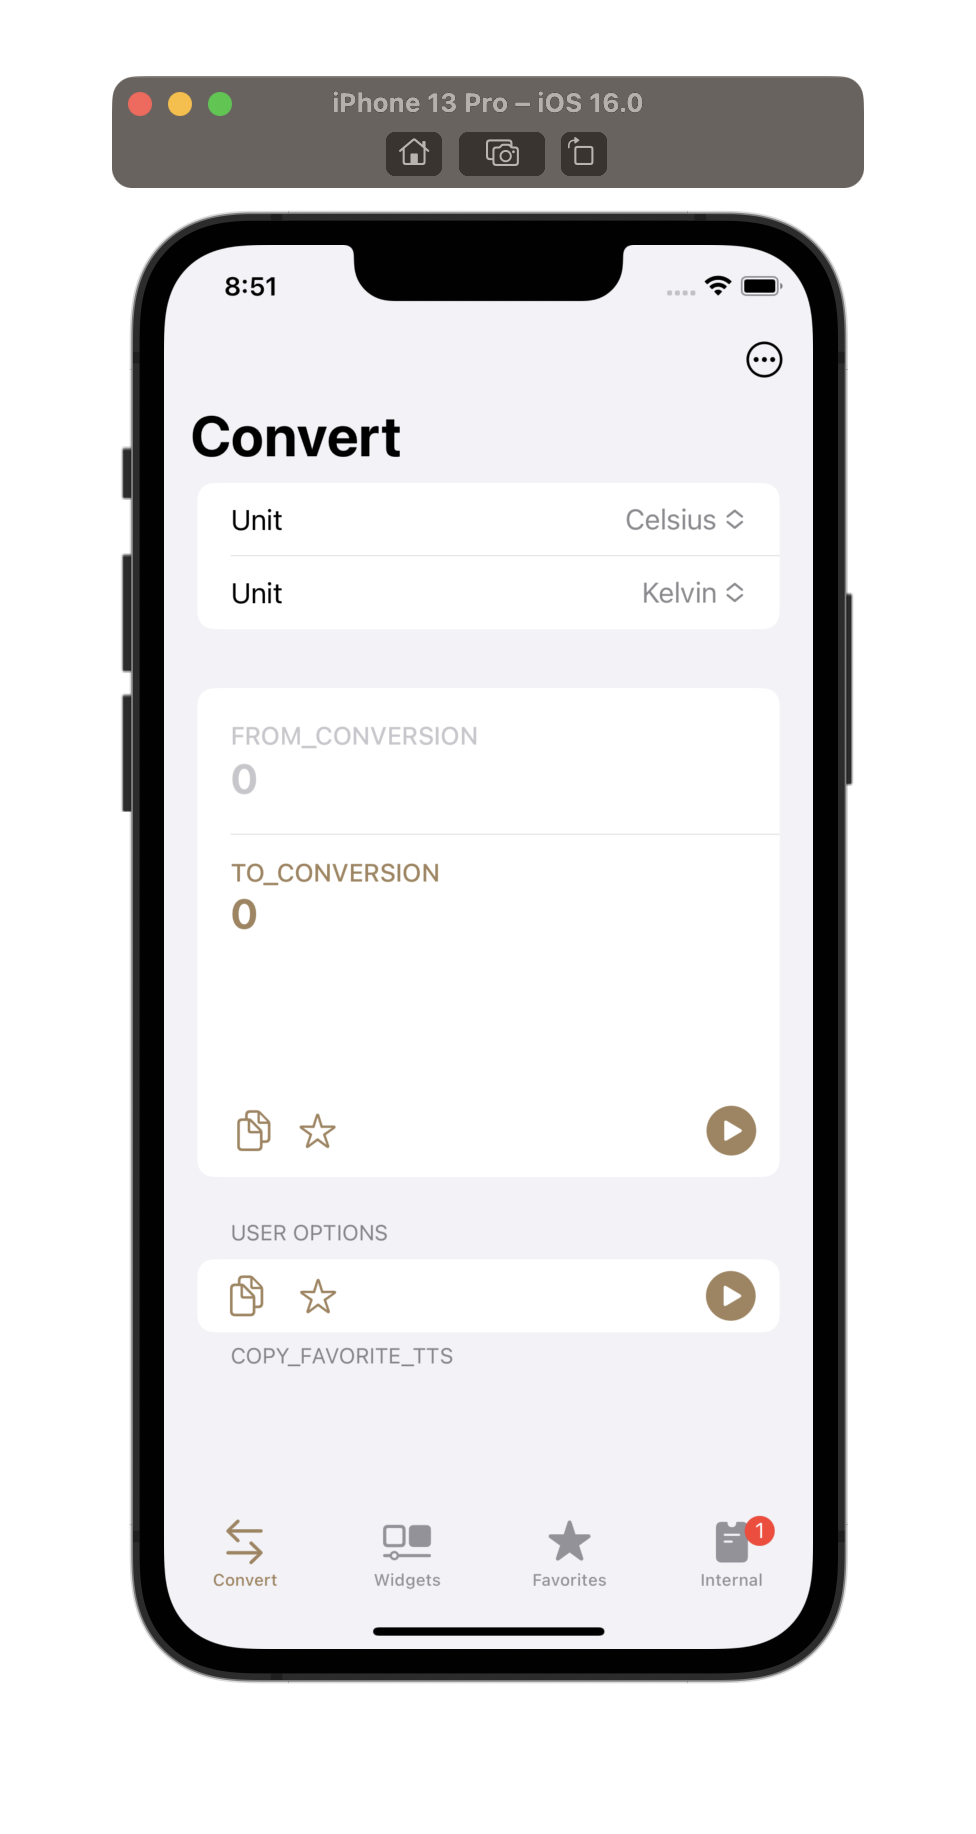 iPhone 13 Pro – iOS 16.0
8:51
Convert
Unit Celsius
Unit Kelvin
FROM_CONVERSION
0
TO_CONVERSION
0
USER OPTIONS
COPY_FAVORITE_TTS
1
Convert Widgets Favorites Internal